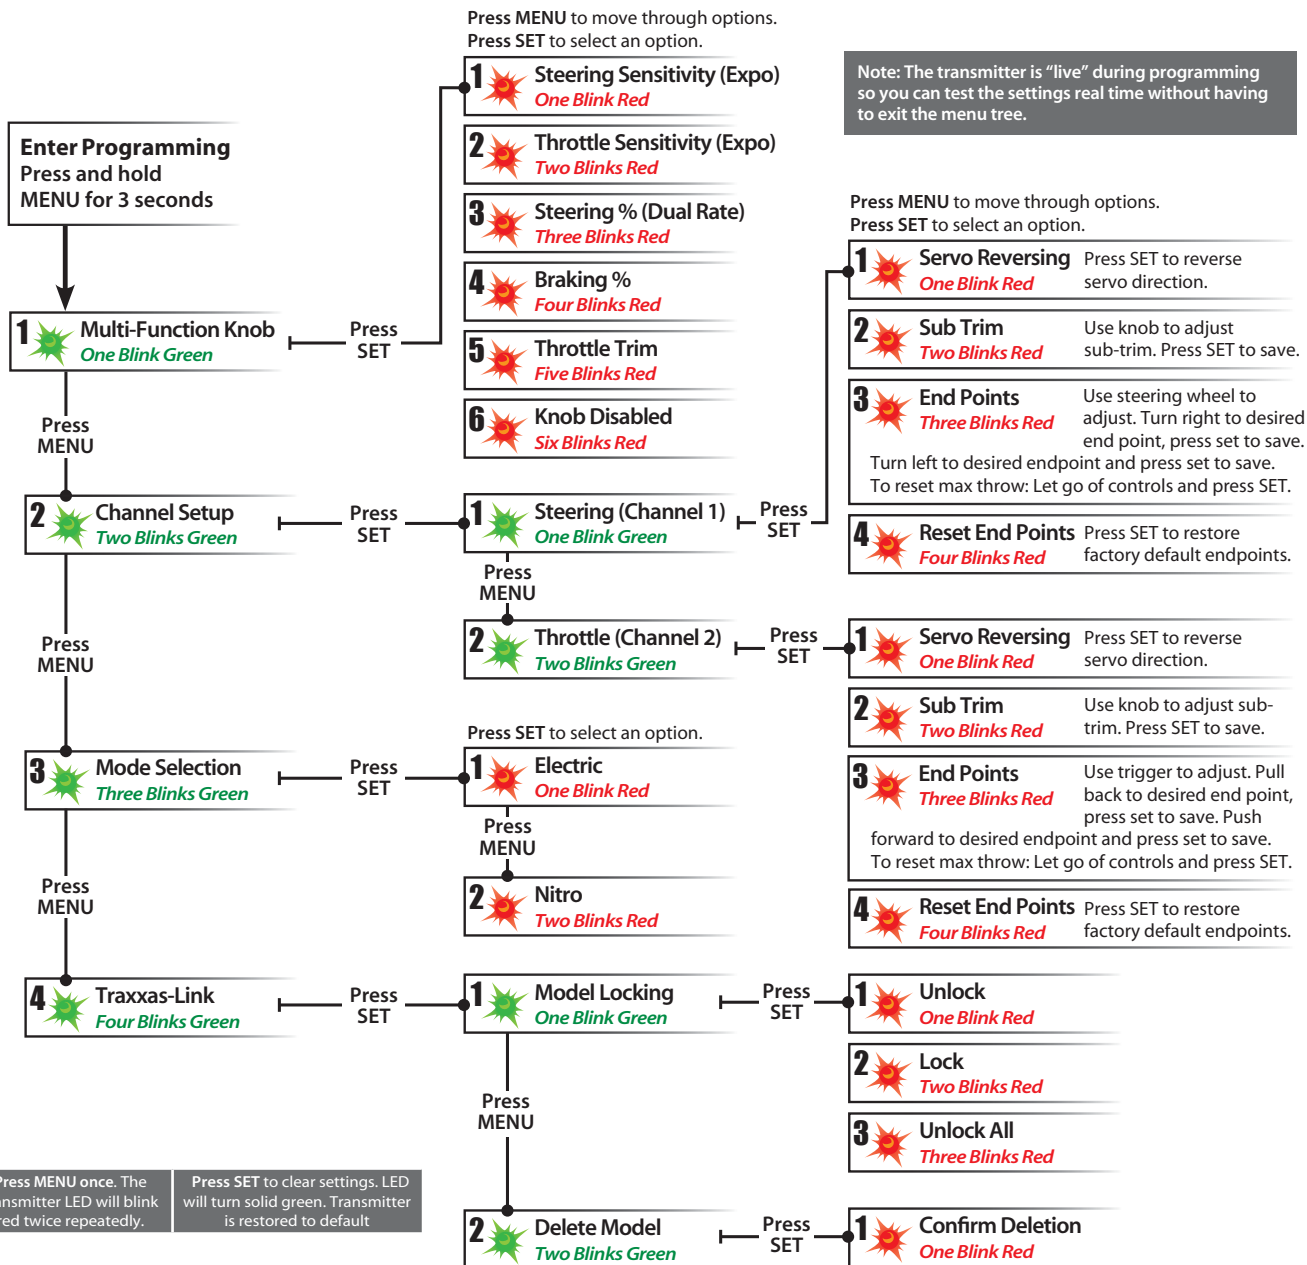 Press MENU to move through options.
Press SET to select an option.
1 Steering Sensitivity (Expo)
One Blink Red
2 Throttle Sensitivity (Expo)
Two Blinks Red
3 Steering % (Dual Rate)
Three Blinks Red
4 Braking %
Four Blinks Red
5 Throttle Trim
Five Blinks Red
6 Knob Disabled
Six Blinks Red
Note: The transmitter is “live” during programming
so you can test the settings real time without having
to exit the menu tree.
Enter Programming
Press and hold
MENU for 3 seconds
1 Multi-Function Knob
One Blink Green
Press
SET
Press
MENU
2 Channel Setup
Two Blinks Green
Press
SET
1 Steering (Channel 1)
One Blink Green
Press
SET
Press
MENU
2 Throttle (Channel 2)
Two Blinks Green
Press
SET
Press MENU to move through options.
Press SET to select an option.
1 Servo Reversing
One Blink Red
Press SET to reverse
servo direction.
2 Sub Trim
Two Blinks Red
Use knob to adjust
sub-trim. Press SET to save.
3 End Points
Three Blinks Red
Use steering wheel to
adjust. Turn right to desired
end point, press set to save.
Turn left to desired endpoint and press set to save.
To reset max throw: Let go of controls and press SET.
4 Reset End Points
Four Blinks Red
Press SET to restore
factory default endpoints.
1 Servo Reversing
One Blink Red
Press SET to reverse
servo direction.
2 Sub Trim
Two Blinks Red
Use knob to adjust sub-
trim. Press SET to save.
3 End Points
Three Blinks Red
Use trigger to adjust. Pull
back to desired end point,
press set to save. Push
forward to desired endpoint and press set to save.
To reset max throw: Let go of controls and press SET.
4 Reset End Points
Four Blinks Red
Press SET to restore
factory default endpoints.
Press
MENU
3 Mode Selection
Three Blinks Green
Press
SET
Press SET to select an option.
1 Electric
One Blink Red
Press
MENU
2 Nitro
Two Blinks Red
Press
MENU
4 Traxxas-Link
Four Blinks Green
Press
SET
1 Model Locking
One Blink Green
Press
SET
1 Unlock
One Blink Red
2 Lock
Two Blinks Red
3 Unlock All
Three Blinks Red
Press
MENU
2 Delete Model
Two Blinks Green
Press
SET
1 Confirm Deletion
One Blink Red
Press MENU once. The
ansmitter LED will blink
red twice repeatedly.
Press SET to clear settings. LED
will turn solid green. Transmitter
is restored to default